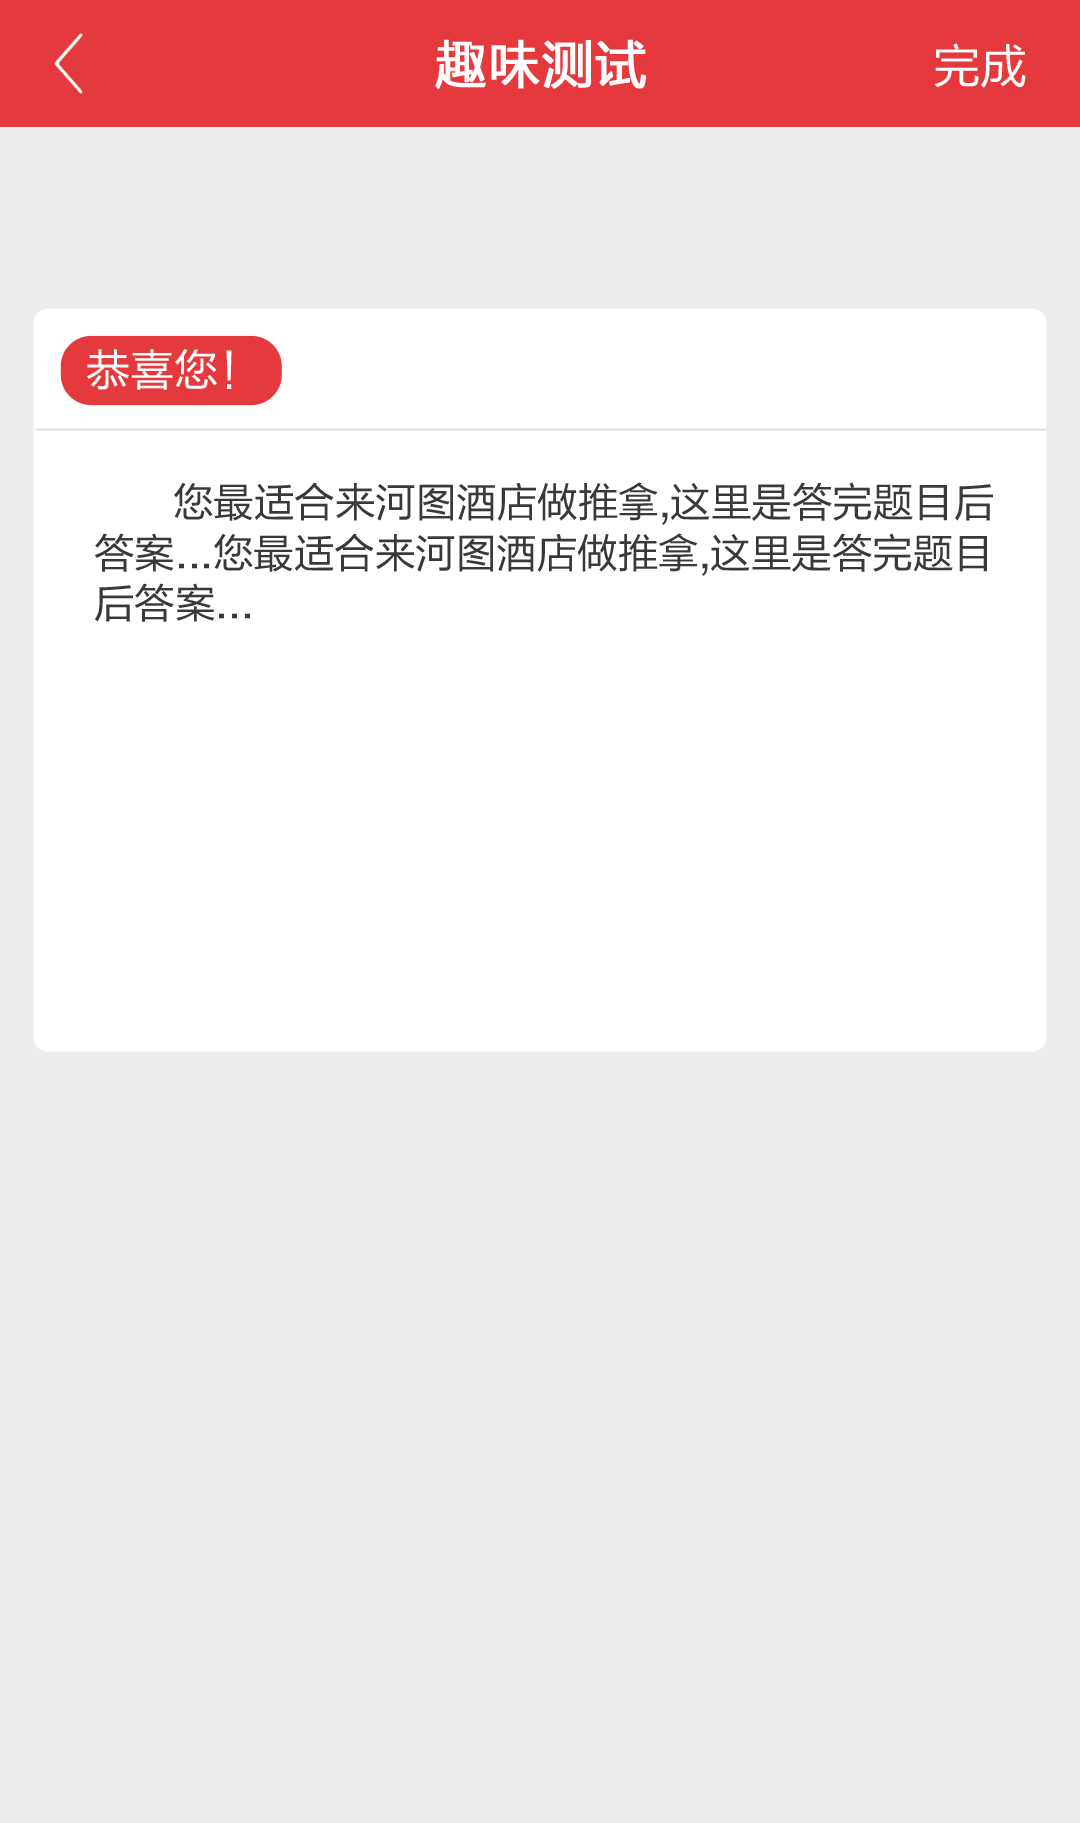 趣味测试
完成
恭喜您！
您最适合来河图酒店做推拿,这里是答完题目后
答案...您最适合来河图酒店做推拿,这里是答完题目
后答案...